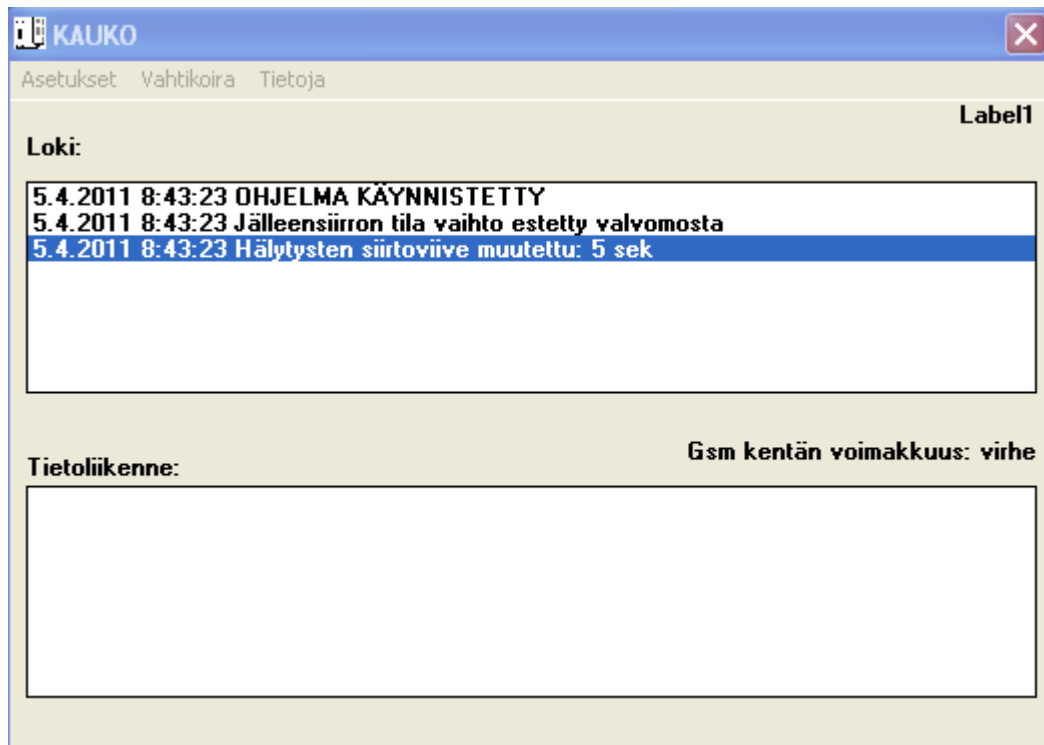 KAUKO
Asetukset Vahtikoira Tietoja
Label1
Loki:
5.4.2011 8:43:23 OHJELMA KÄYNNISTETTY
5.4.2011 8:43:23 Jälleensiirron tila vaihto estetty valvomosta
5.4.2011 8:43:23 Hälytysten siirtoviive muutettu: 5 sek
Gsm kentän voimakkuus: virhe
Tietoliikenne: